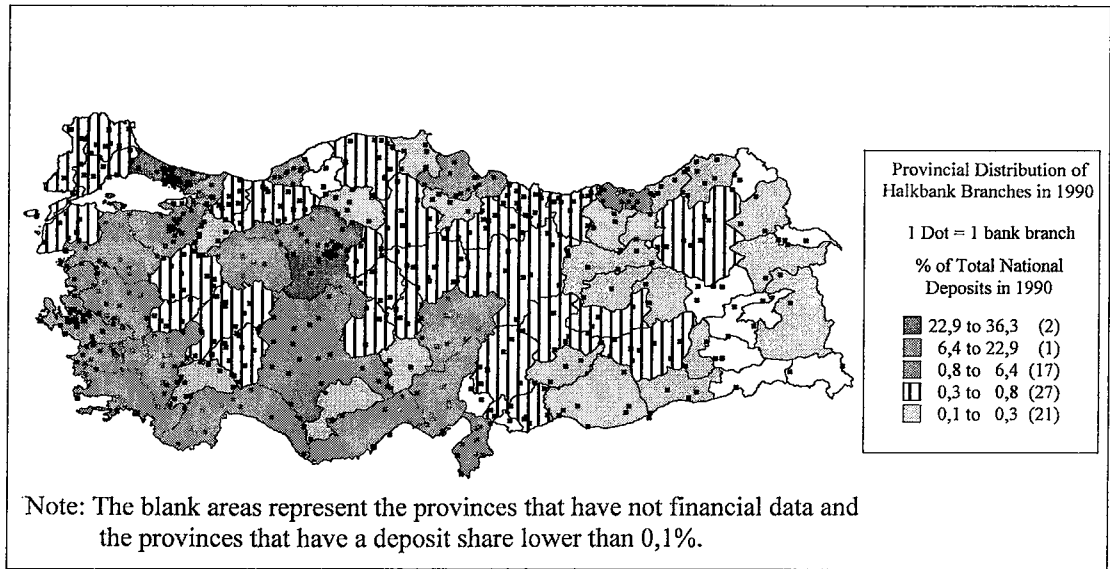 Provincial Distribution of
Halkbank Branches in 1990
1 Dot = 1 bank branch
% of Total National
Deposits in 1990
22,9 to 36,3 (2)
6,4 to 22,9 (1)
0,8 to 6,4 (17)
0,3 to 0,8 (27)
0,1 to 0,3 (21)
Note: The blank areas represent the provinces that have not financial data and
the provinces that have a deposit share lower than 0,1%.